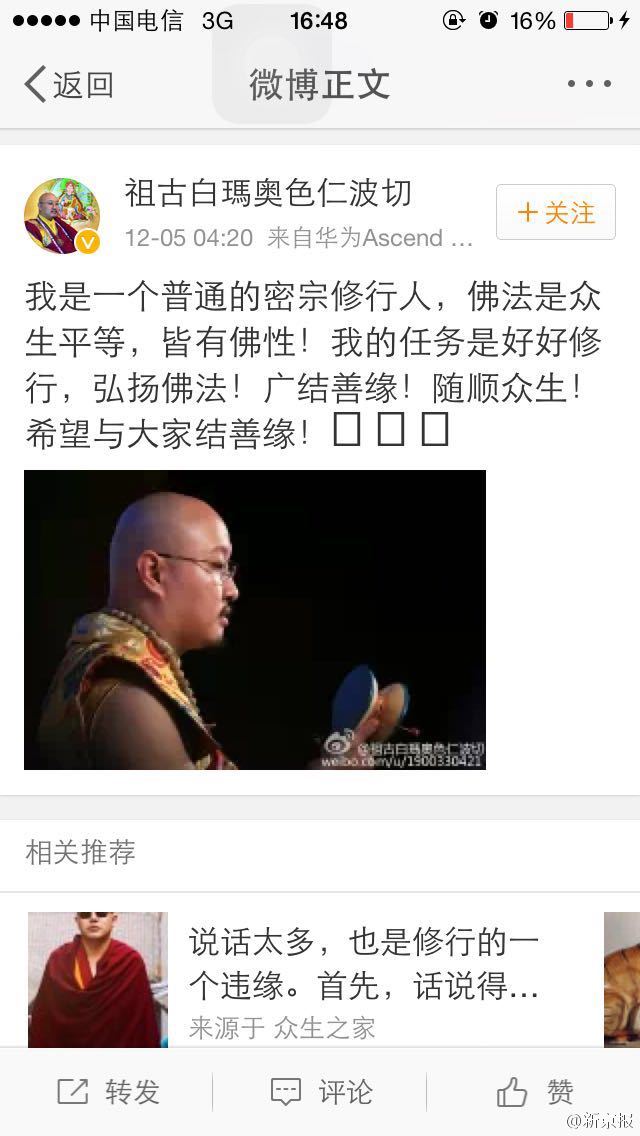 中国电信 3G 16:48 16%
返回 微博正文
祖古白瑪奥色仁波切
+关注
12-05 04:20 来自华为Ascend ...
我是一个普通的密宗修行人，佛法是众
生平等，皆有佛性！我的任务是好好修
行，弘扬佛法！广结善缘！随顺众生！
希望与大家结善缘！
@祖古白瑪奥色仁波切
weibo.com/u/1900330421
相关推荐
说话太多，也是修行的一
个违缘。首先，话说得...
来源于 众生之家
转发 评论 赞
@新京报